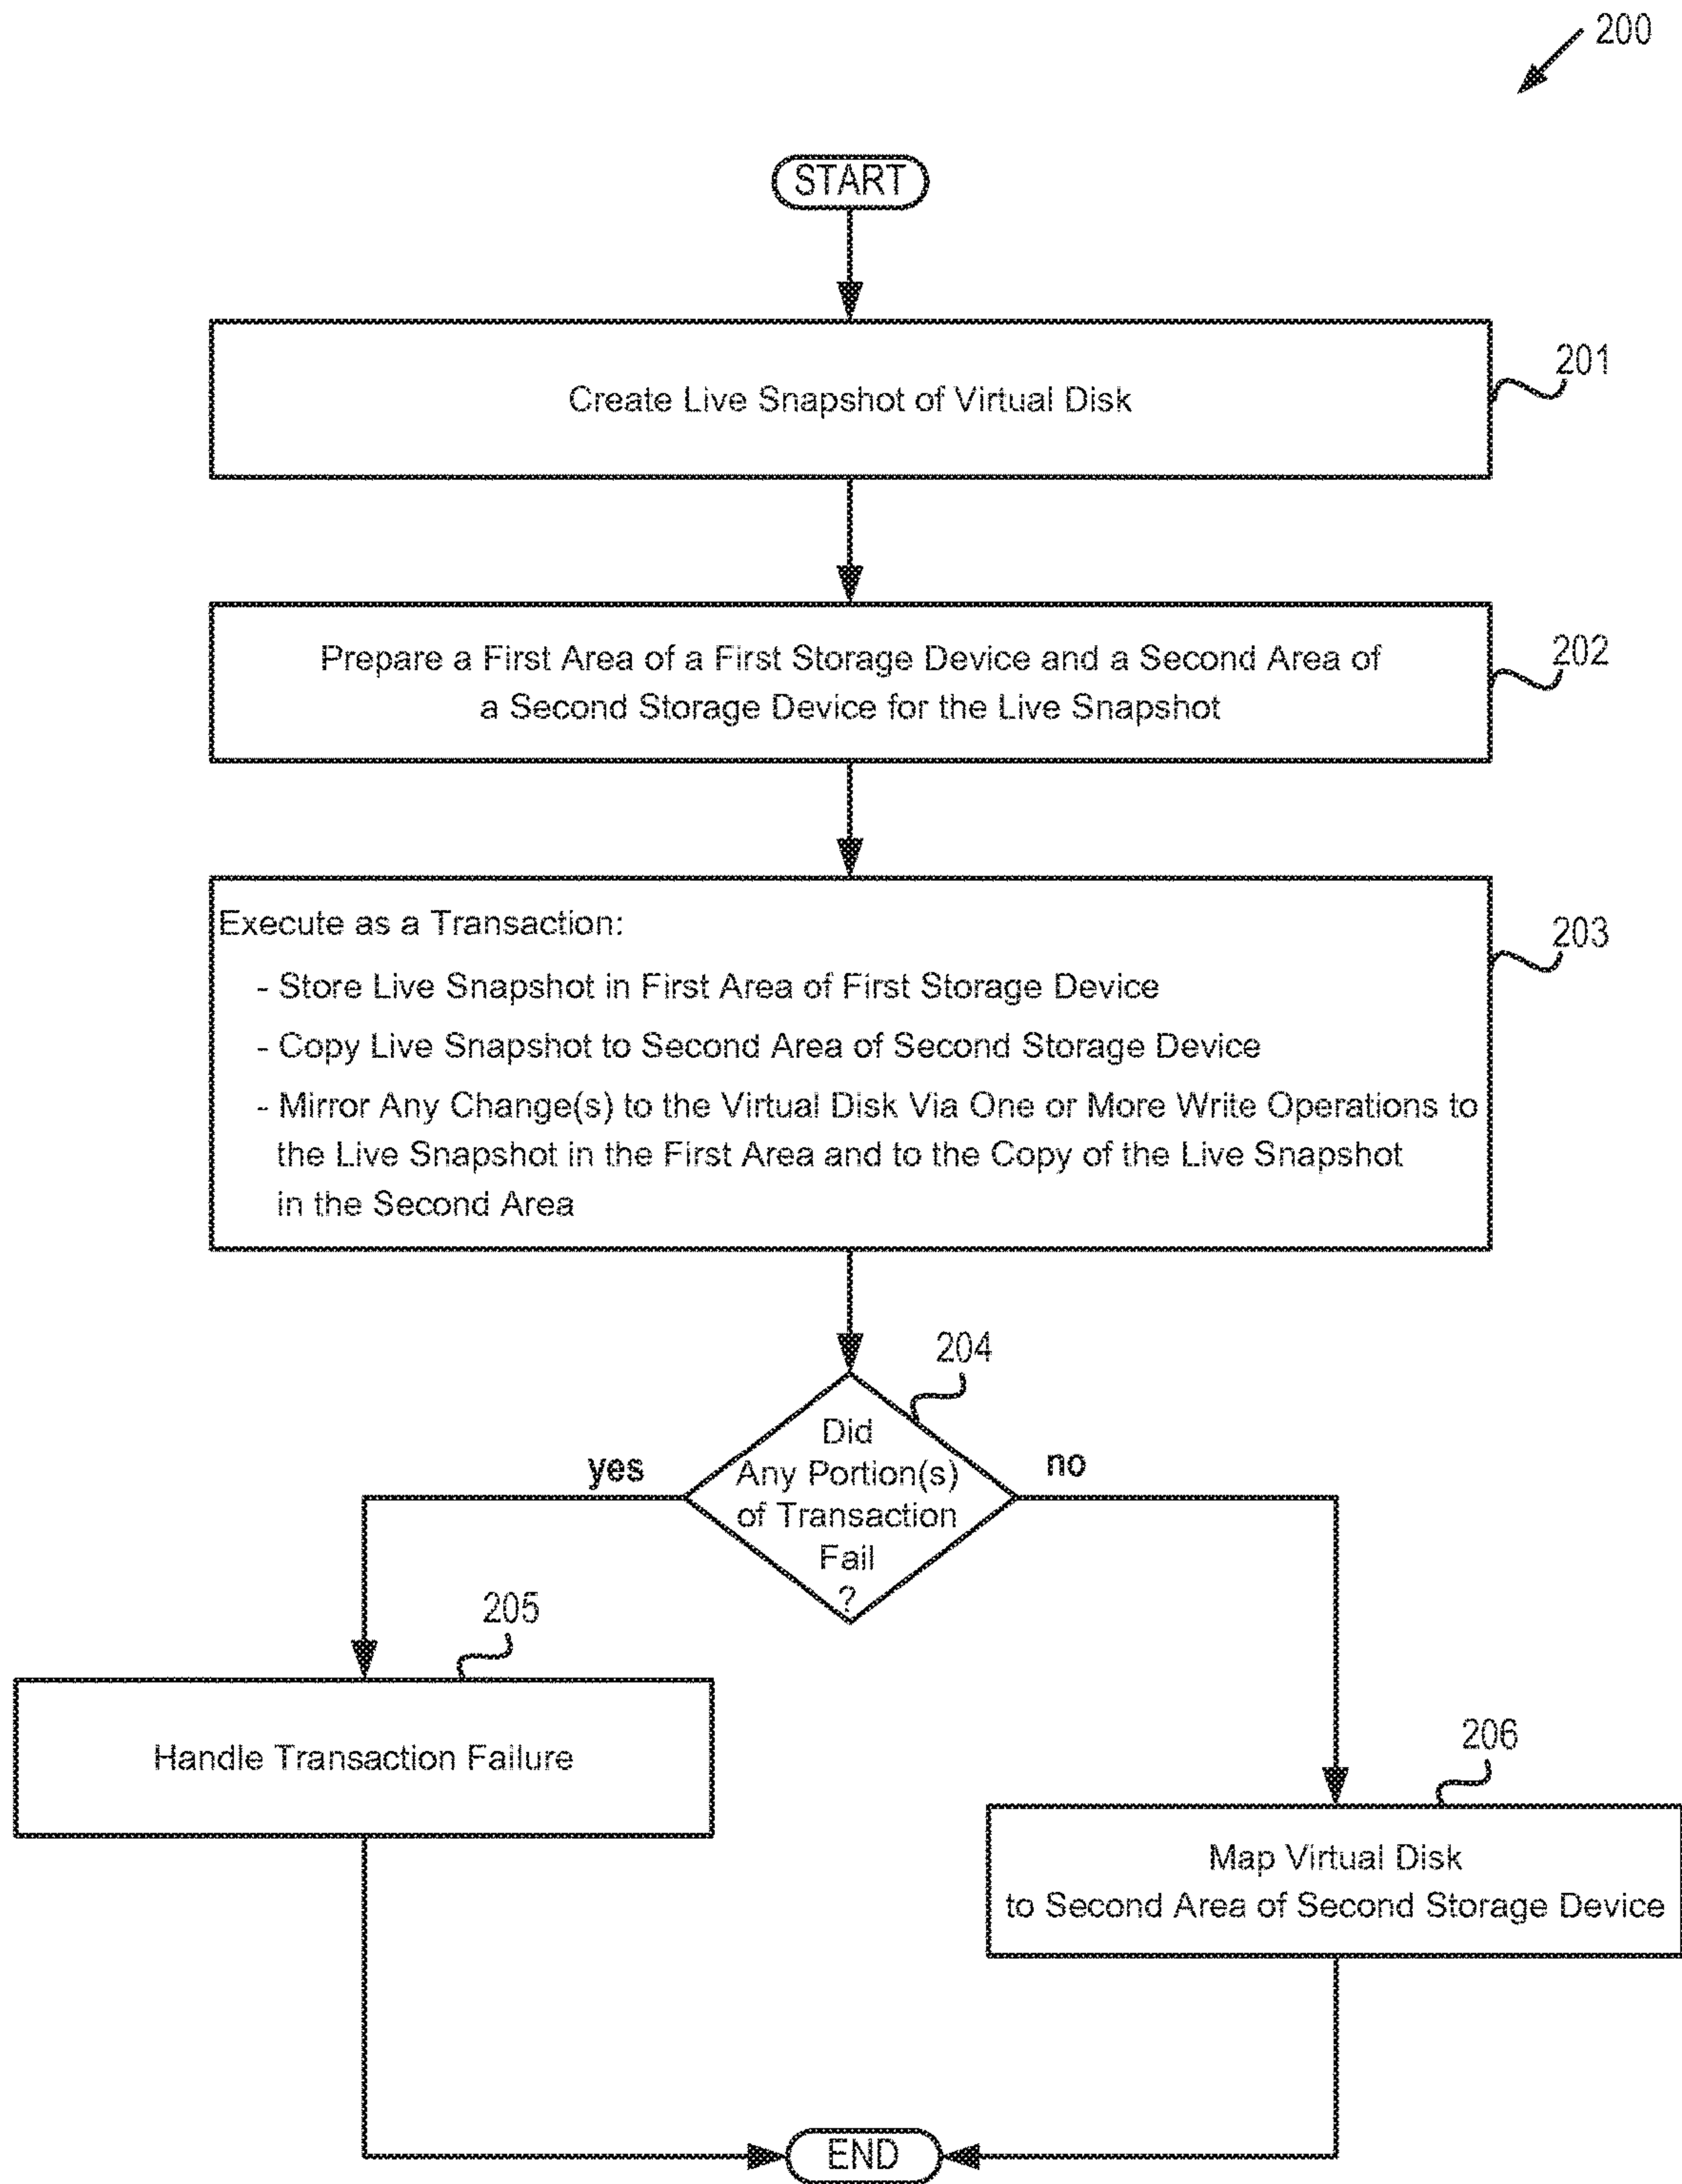 200
START
201
Create Live Snapshot of Virtual Disk
202
Prepare a First Area of a First Storage Device and a Second Area of
a Second Storage Device for the Live Snapshot
203
Execute as a Transaction:
- Store Live Snapshot in First Area of First Storage Device
- Copy Live Snapshot to Second Area of Second Storage Device
- Mirror Any Change(s) to the Virtual Disk Via One or More Write Operations to
the Live Snapshot in the First Area and to the Copy of the Live Snapshot
in the Second Area
204
Did
Any Portion(s)
of Transaction
Fail
?
yes
no
205
Handle Transaction Failure
206
Map Virtual Disk
to Second Area of Second Storage Device
END